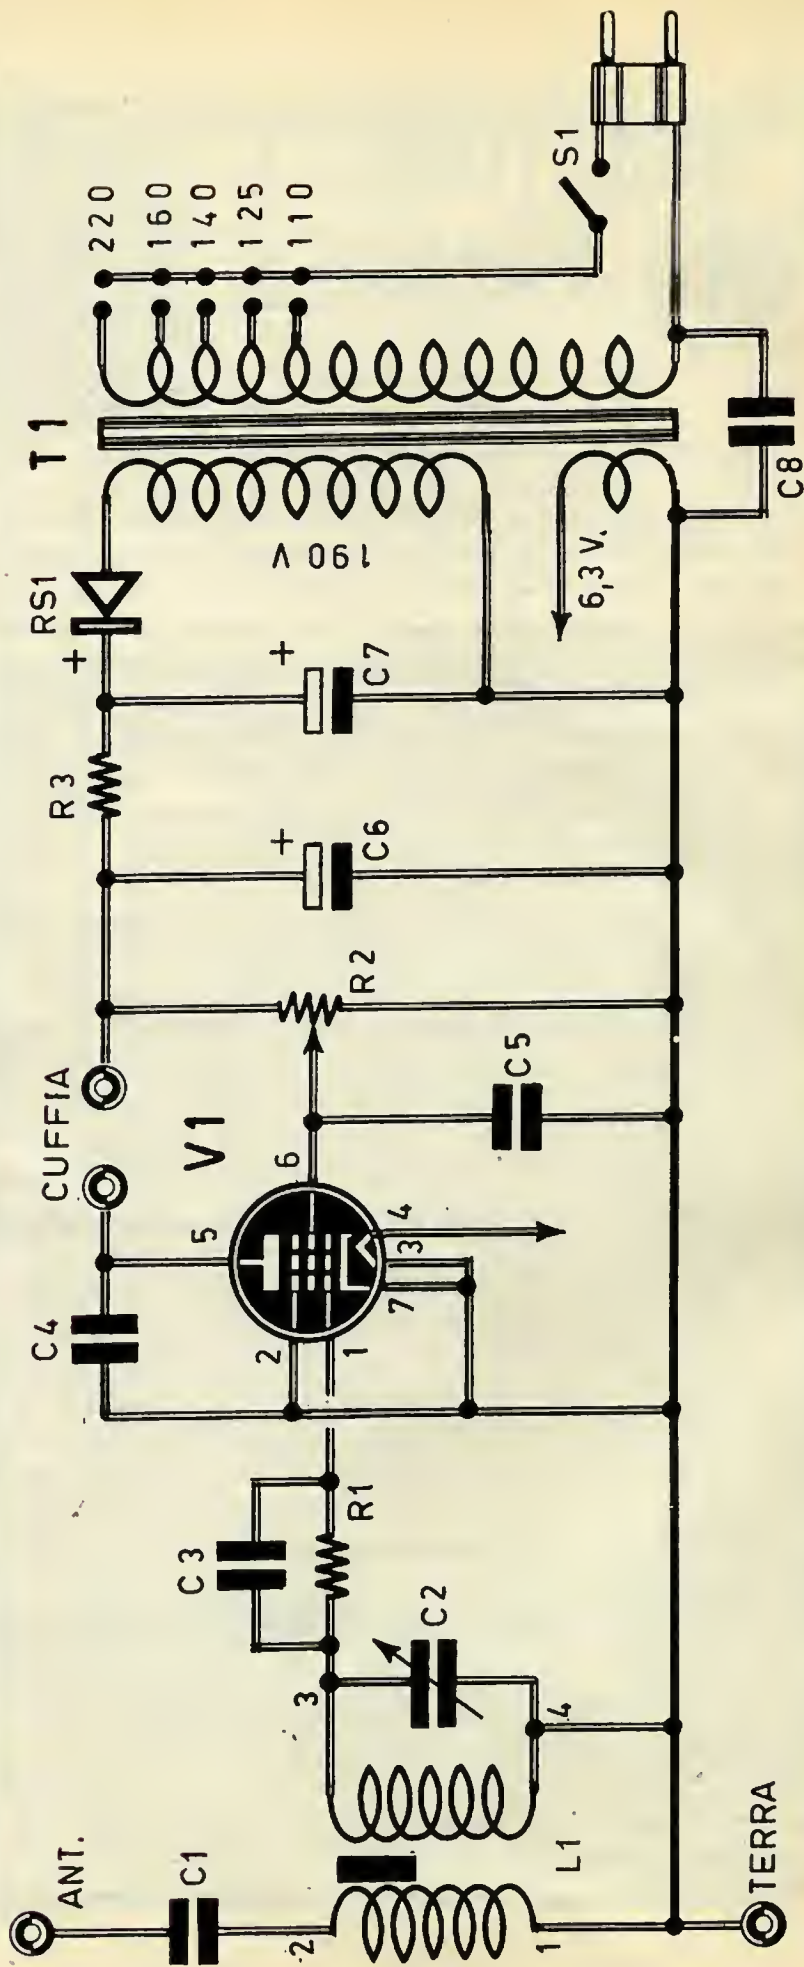 ANT.
C1
2
1
L1
TERRA
3
C2
4
C3
R1
C4
CUFFIA
V1
5
2
1
6
7
3
4
C5
R2
R3
+
C6
+
C7
+
RS1
190 V
6,3 V.
T1
220
160
140
125
110
S1
C8